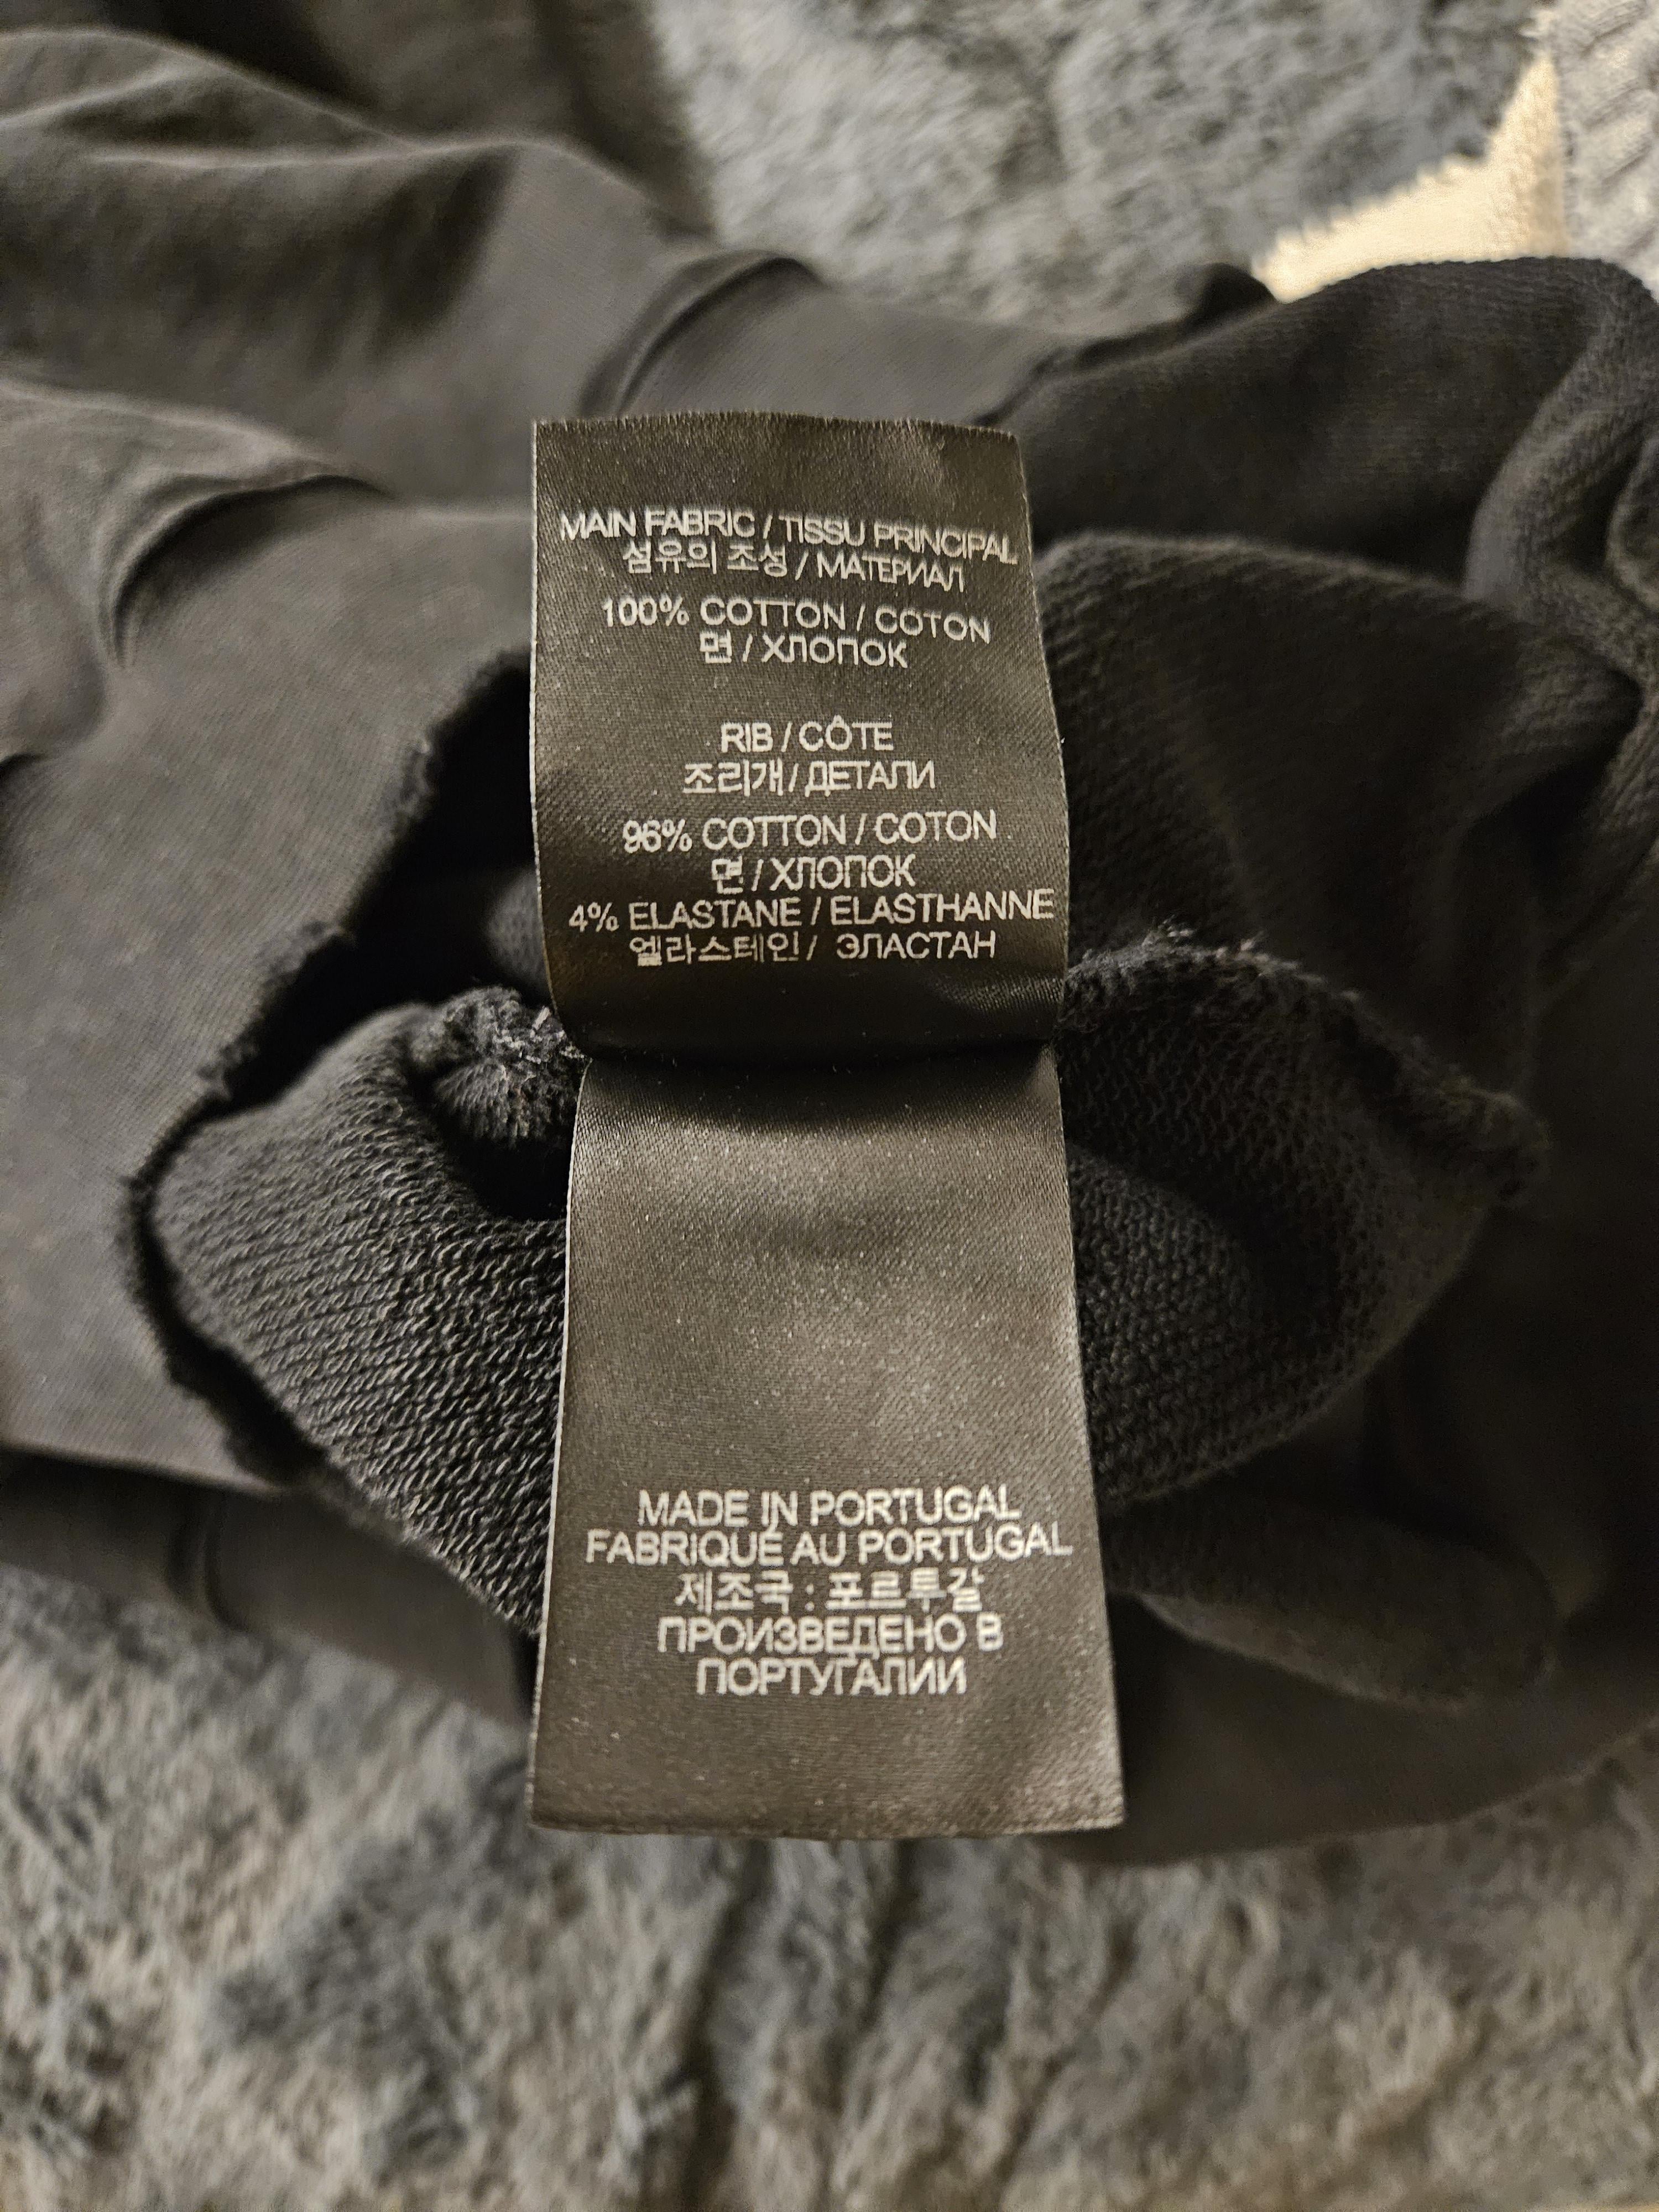 MAIN FABRIC / TISSU PRINCIPAL
섬유의 조성 / МАТЕРИАЛ
100% COTTON / COTON
면 / ХЛОПОК
RIB / CÔTE
조리개 / ДЕТАЛИ
96% COTTON / COTON
면 / ХЛОПОК
4% ELASTANE / ELASTHANNE
엘라스테인 / ЭЛАСТАН
MADE IN PORTUGAL
FABRIQUÉ AU PORTUGAL
제조국 : 포르투갈
ПРОИЗВЕДЕНО В
ПОРТУГАЛИИ